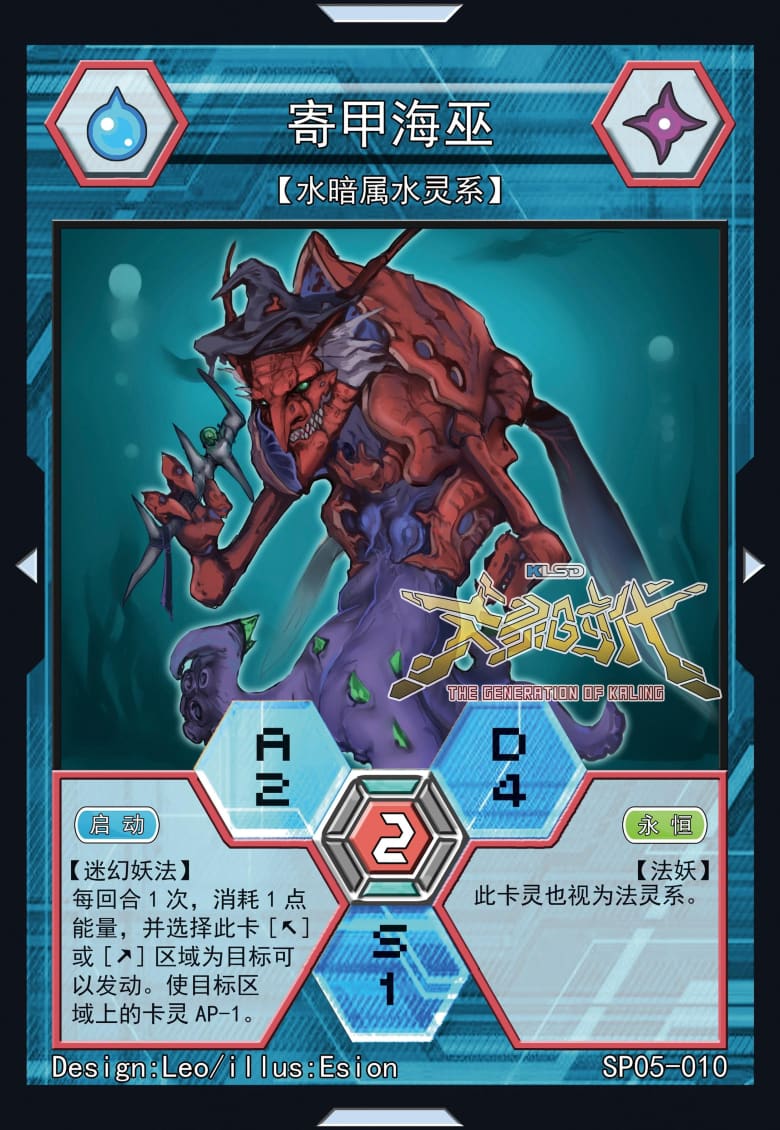 寄甲海巫
【水暗属水灵系】
KLSD
卡灵时代
THE GENERATION OF KALING
A
2
D
4
2
S
1
启动
【迷幻妖法】
每回合1次，消耗1点
能量，并选择此卡[↖]
或[↗]区域为目标可
以发动。使目标区
域上的卡灵AP-1。
永恒
【法妖】
此卡灵也视为法灵系。
Design:Leo/illus:Esion
SP05-010